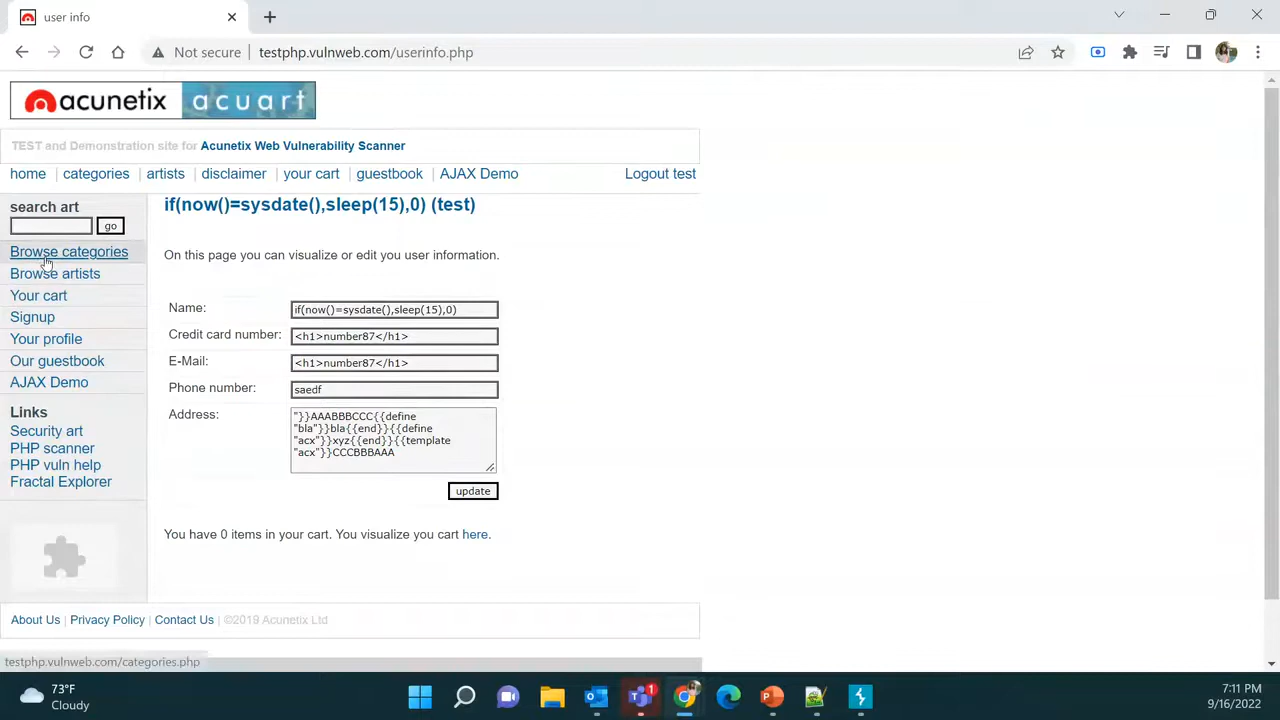 user info
Not secure testphp.vulnweb.com/userinfo.php
acunetix acuart
TEST and Demonstration site for Acunetix Web Vulnerability Scanner
home | categories | artists | disclaimer | your cart | guestbook | AJAX Demo Logout test
search art
go
Browse categories
Browse artists
Your cart
Signup
Your profile
Our guestbook
AJAX Demo
Links
Security art
PHP scanner
PHP vuln help
Fractal Explorer
if(now()=sysdate(),sleep(15),0) (test)
On this page you can visualize or edit you user information.
Name: if(now()=sysdate(),sleep(15),0)
Credit card number: <h1>number87</h1>
E-Mail: <h1>number87</h1>
Phone number: saedf
Address: "}}AAABBBCCC{{define
"bla"}}bla{{end}}{{define
"acx"}}xyz{{end}}{{template
"acx"}}CCCBBBAAA
update
You have 0 items in your cart. You visualize you cart here.
About Us | Privacy Policy | Contact Us | ©2019 Acunetix Ltd
testphp.vulnweb.com/categories.php
73°F
Cloudy
1
7:11 PM
9/16/2022